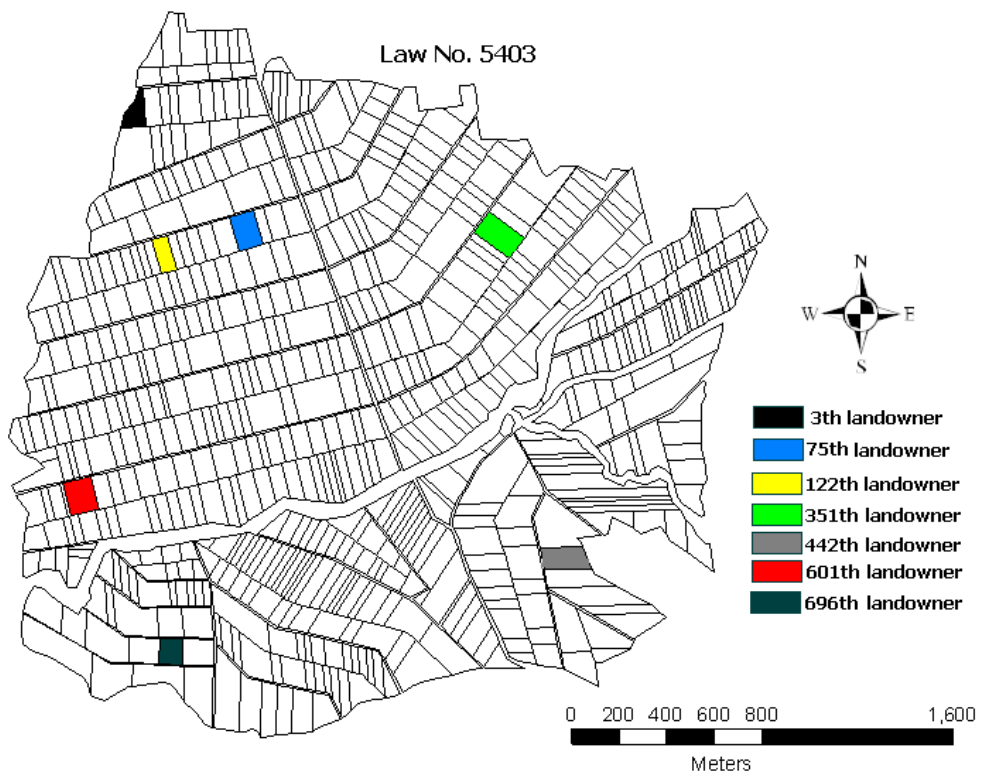 Law No. 5403
N
W
E
S
3th landowner
75th landowner
122th landowner
351th landowner
442th landowner
601th landowner
696th landowner
0 200 400 600 800 1,600
Meters